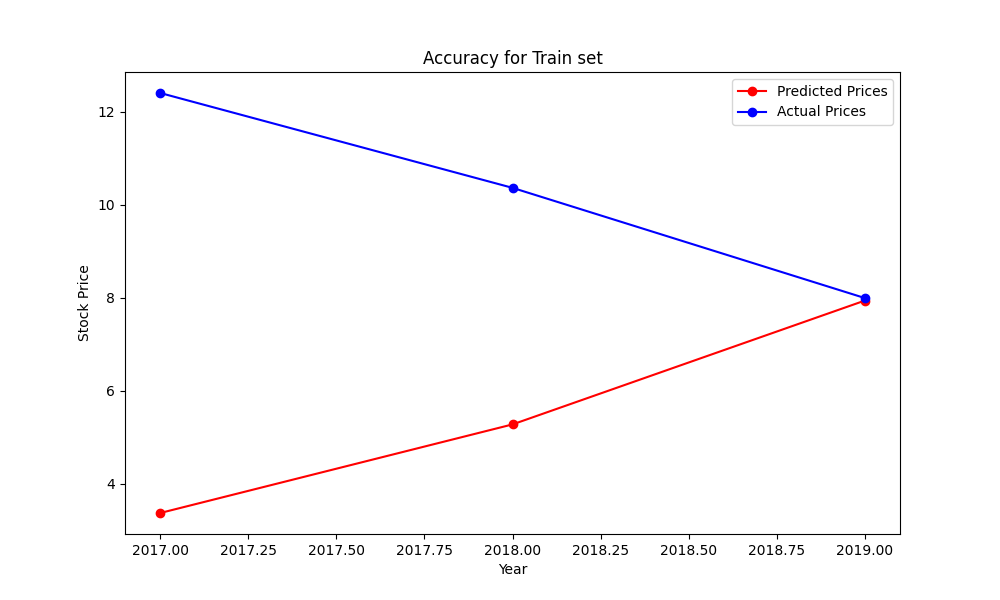 Accuracy for Train set
Predicted Prices
Actual Prices
12
10
8
6
4
Stock Price
2017.00 2017.25 2017.50 2017.75 2018.00 2018.25 2018.50 2018.75 2019.00
Year